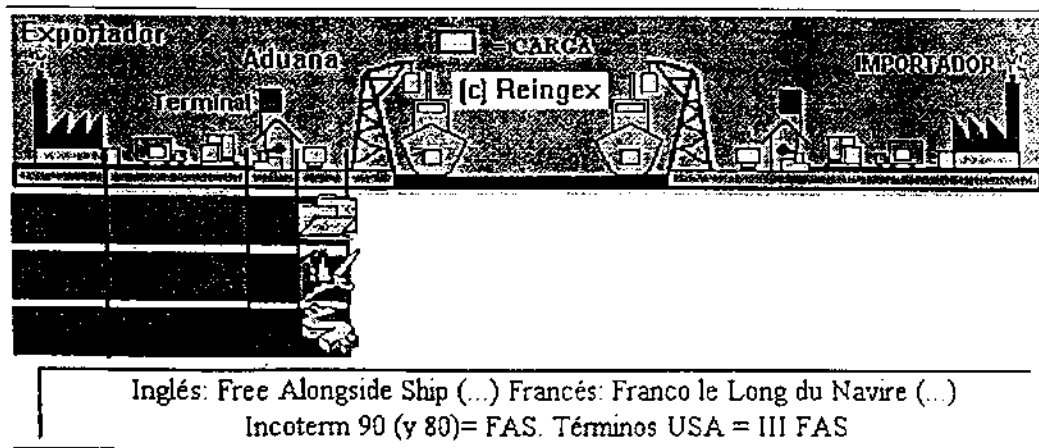 Exportador
Aduana
= CARGA
Terminal
(c) Reingex
IMPORTADOR
Inglés: Free Alongside Ship (...) Francés: Franco le Long du Navire (...)
Incoterm 90 (y 80)= FAS. Términos USA = III FAS